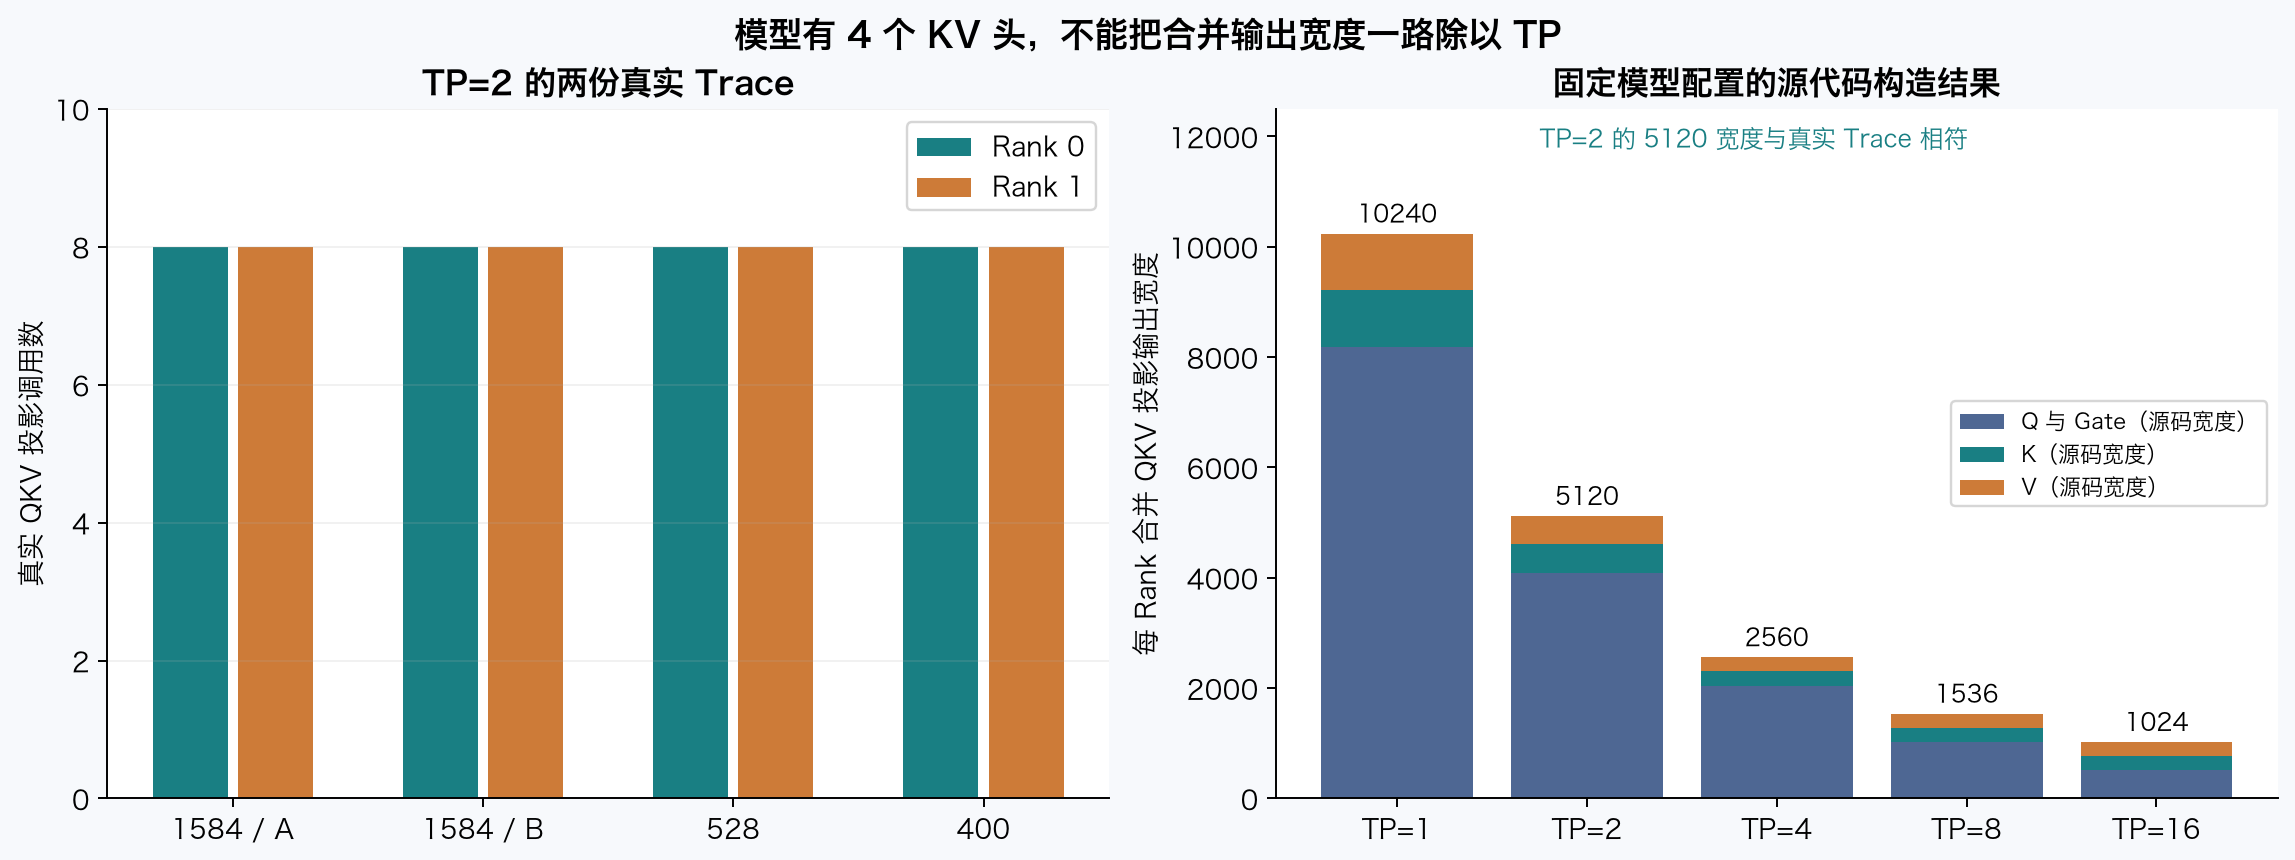 模型有 4 个 KV 头，不能把合并输出宽度一路除以 TP
TP=2 的两份真实 Trace
真实 QKV 投影调用数
10
8
6
4
2
0
Rank 0
Rank 1
1584 / A
1584 / B
528
400
固定模型配置的源代码构造结果
TP=2 的 5120 宽度与真实 Trace 相符
每 Rank 合并 QKV 投影输出宽度
12000
10000
8000
6000
4000
2000
0
10240
5120
2560
1536
1024
Q 与 Gate（源码宽度）
K（源码宽度）
V（源码宽度）
TP=1
TP=2
TP=4
TP=8
TP=16